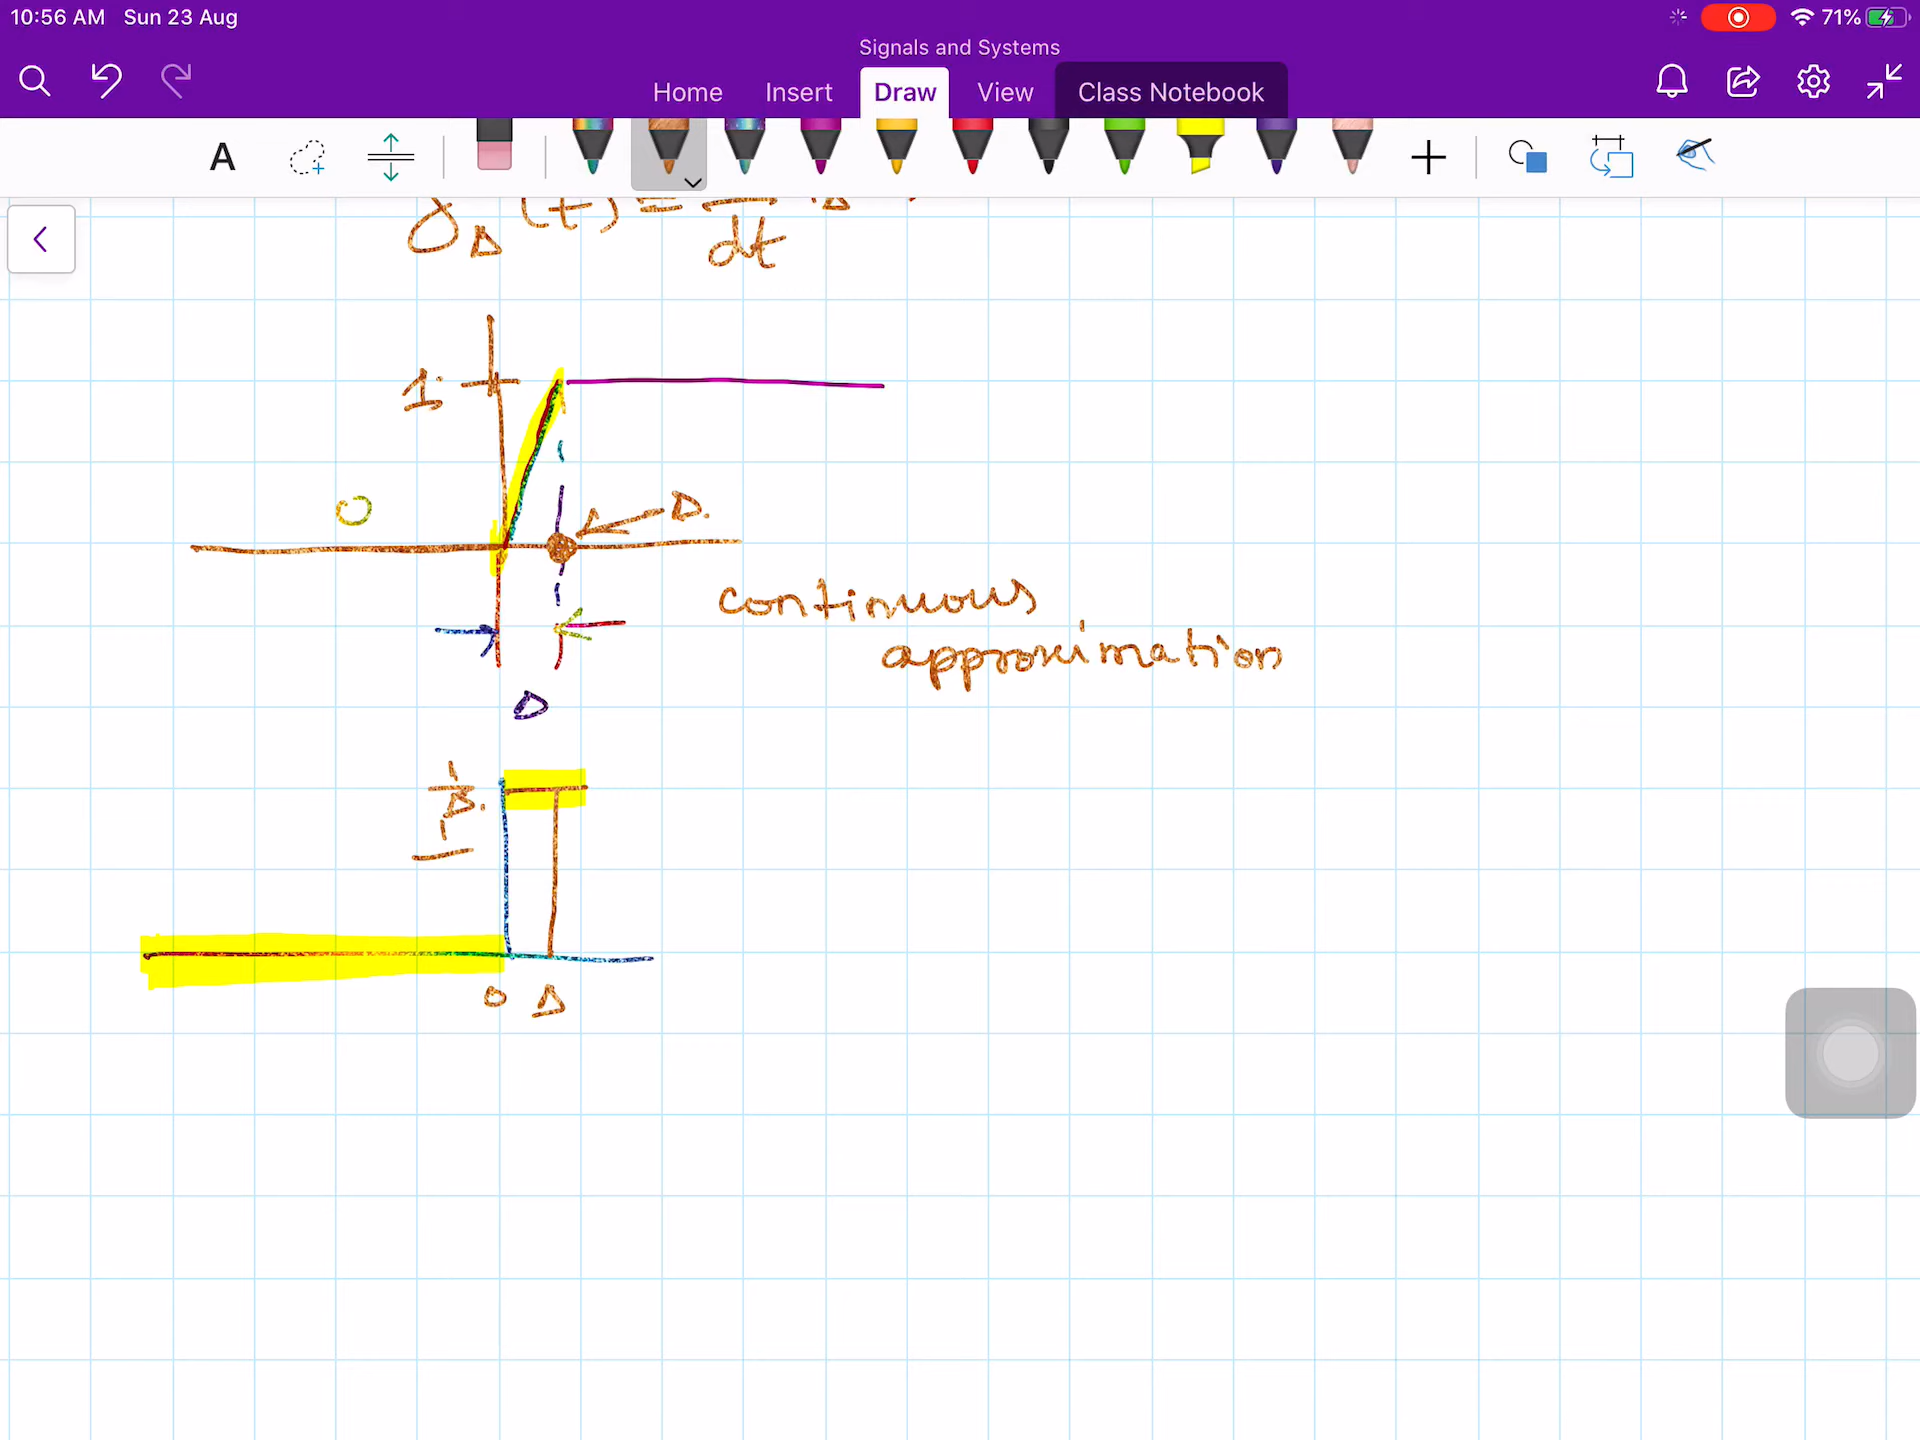 10:56 AM Sun 23 Aug
71%
Signals and Systems
Home Insert Draw View Class Notebook
A
δΔ(t) =
dt
1
0
Δ.
continuous
approximation
Δ
1/Δ.
0 Δ